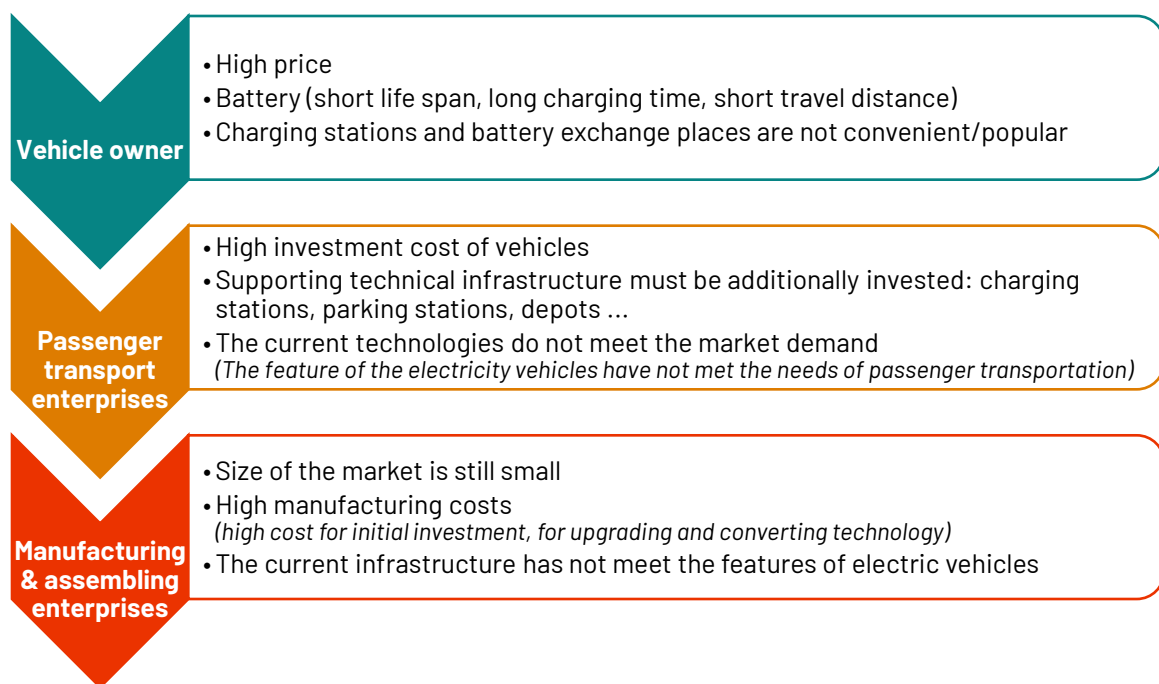 Vehicle owner
• High price
• Battery (short life span, long charging time, short travel distance)
• Charging stations and battery exchange places are not convenient/popular
Passenger
transport
enterprises
• High investment cost of vehicles
• Supporting technical infrastructure must be additionally invested: charging
stations, parking stations, depots ...
• The current technologies do not meet the market demand
(The feature of the electricity vehicles have not met the needs of passenger transportation)
Manufacturing
& assembling
enterprises
• Size of the market is still small
• High manufacturing costs
(high cost for initial investment, for upgrading and converting technology)
• The current infrastructure has not meet the features of electric vehicles